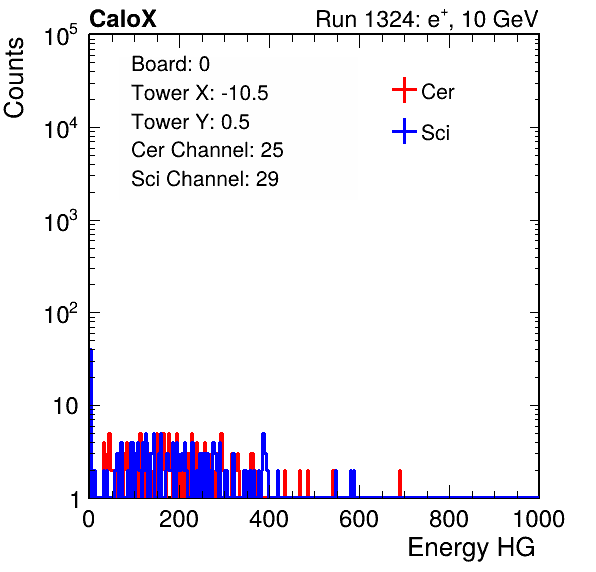 CaloX Run 1324: e⁺, 10 GeV
Board: 0
Tower X: -10.5
Tower Y: 0.5
Cer Channel: 25
Sci Channel: 29
Cer
Sci
Counts
10⁵
10⁴
10³
10²
10
1
0 200 400 600 800 1000
Energy HG